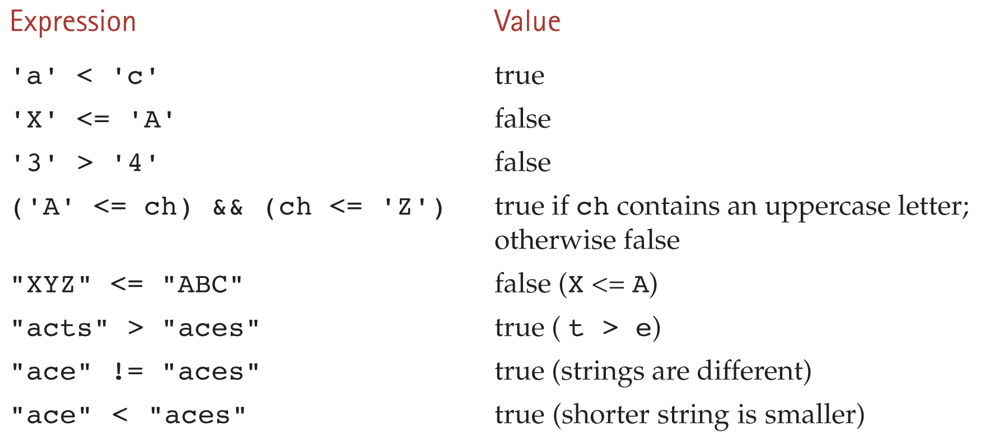 Expression Value
'a' < 'c' true
'X' <= 'A' false
'3' > '4' false
('A' <= ch) && (ch <= 'Z') true if ch contains an uppercase letter;
otherwise false
"XYZ" <= "ABC" false (X <= A)
"acts" > "aces" true ( t > e)
"ace" != "aces" true (strings are different)
"ace" < "aces" true (shorter string is smaller)